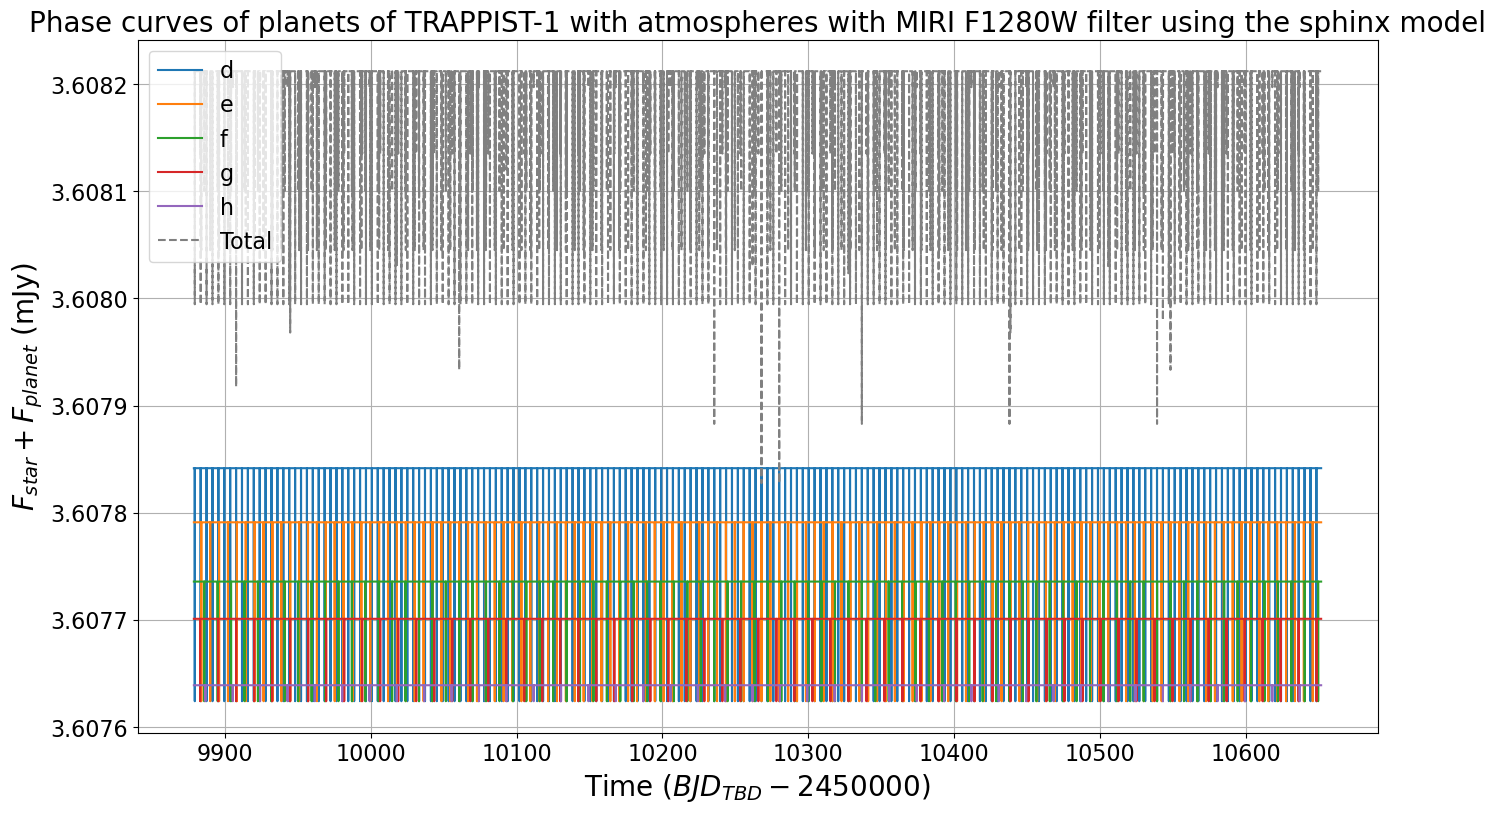 Phase curves of planets of TRAPPIST-1 with atmospheres with MIRI F1280W filter using the sphinx model
d
e
f
g
h
Total
3.6082
3.6081
3.6080
3.6079
3.6078
3.6077
3.6076
F_star + F_planet (mJy)
9900 10000 10100 10200 10300 10400 10500 10600
Time (BJD_TBD − 2450000)